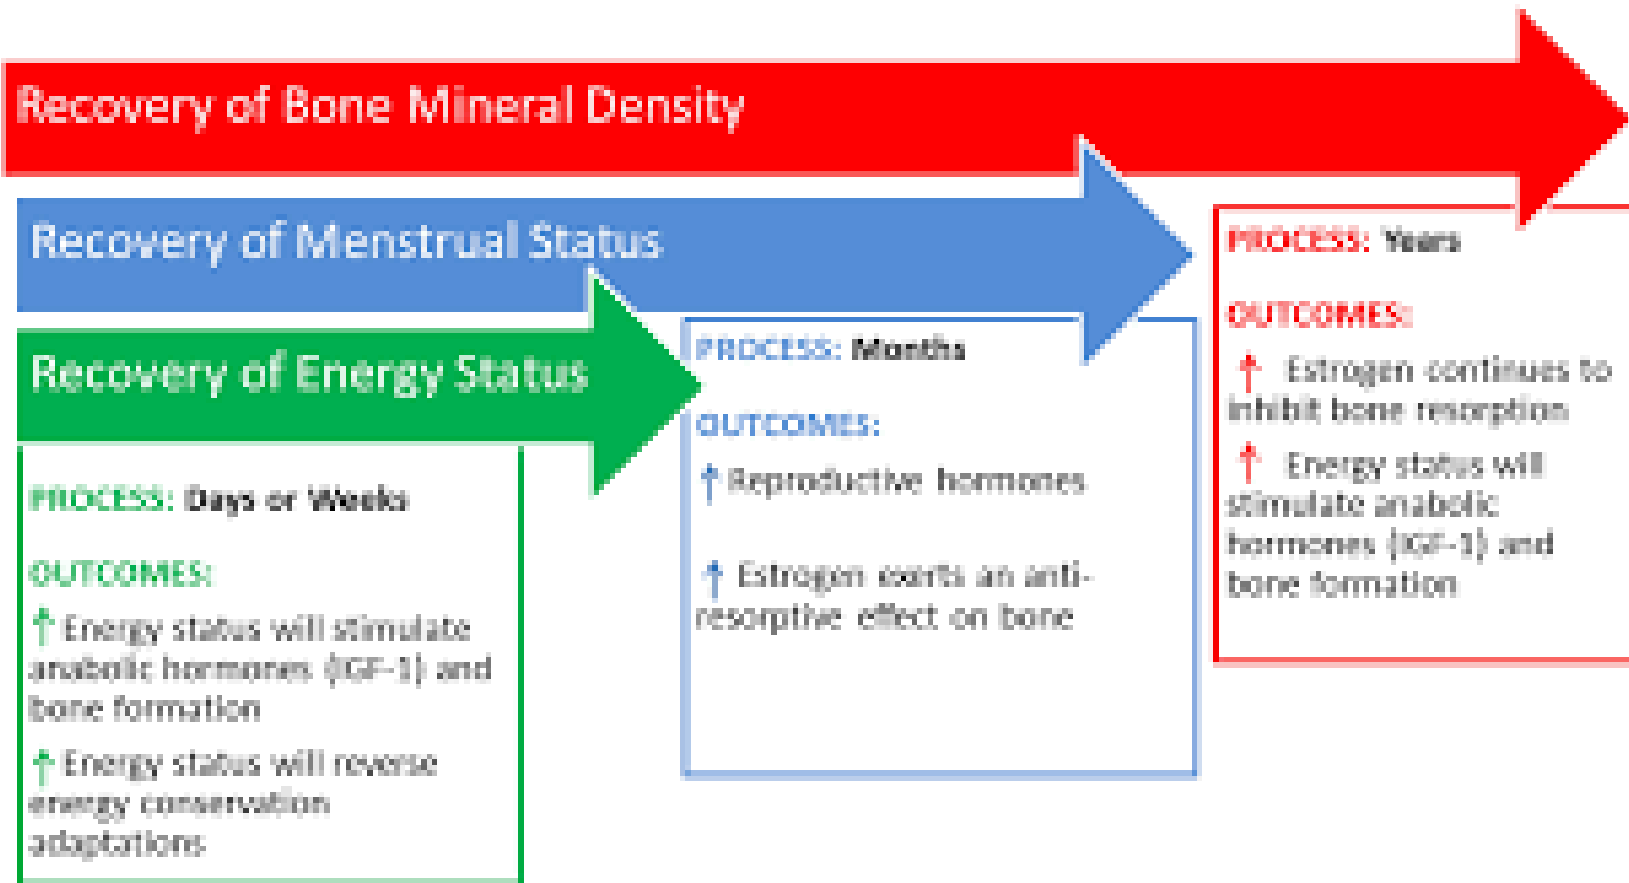 Recovery of Bone Mineral Density
Recovery of Menstrual Status
Recovery of Energy Status
PROCESS: Days or Weeks
OUTCOMES:
↑ Energy status will stimulate
anabolic hormones (IGF-1) and
bone formation
↑ Energy status will reverse
energy conservation
adaptations
PROCESS: Months
OUTCOMES:
↑ Reproductive hormones
↑ Estrogen exerts an anti-
resorptive effect on bone
PROCESS: Years
OUTCOMES:
↑ Estrogen continues to
inhibit bone resorption
↑ Energy status will
stimulate anabolic
hormones (IGF-1) and
bone formation